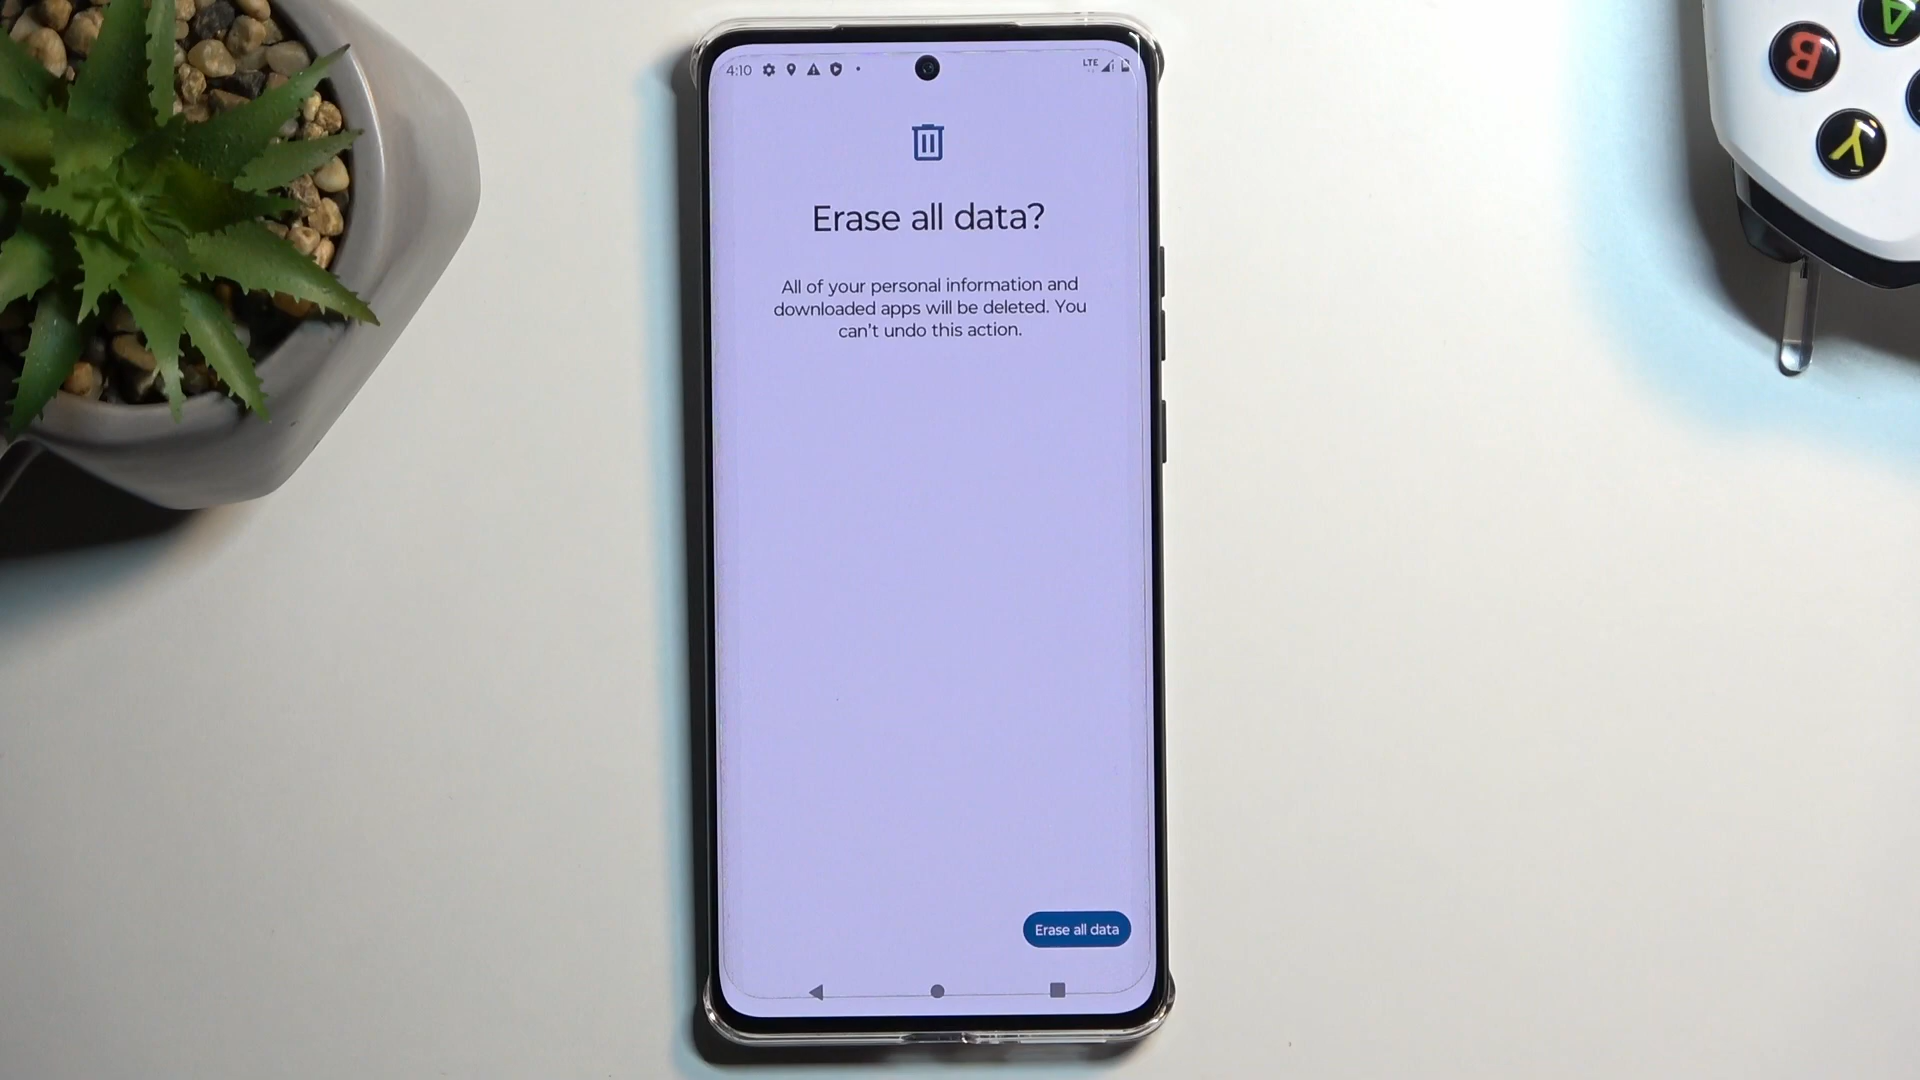 4:10
LTE
Erase all data?
All of your personal information and
downloaded apps will be deleted. You
can't undo this action.
Erase all data
A
B
Y